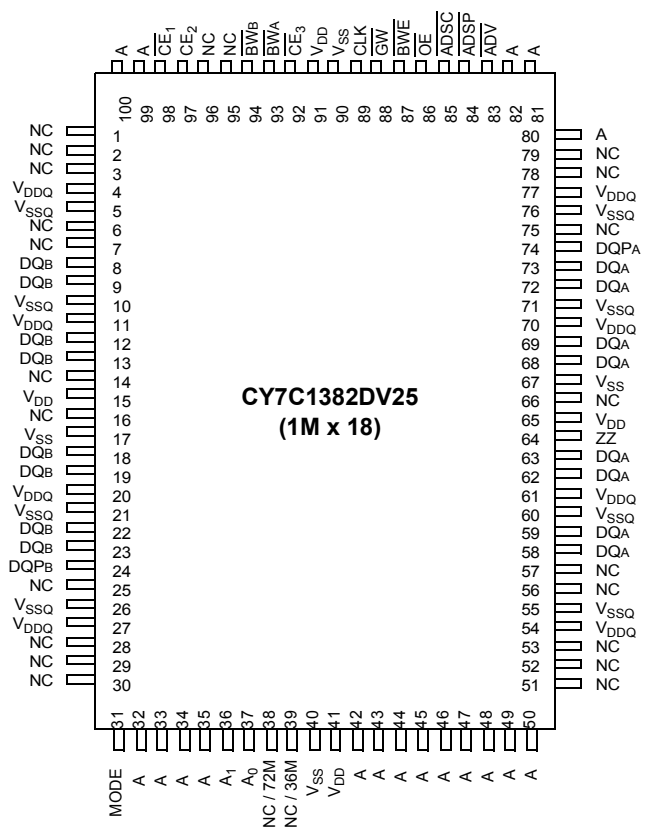 A A CE1 CE2 NC NC BWB BWA CE3 VDD VSS CLK GW BWE OE ADSC ADSP ADV A A
100 99 98 97 96 95 94 93 92 91 90 89 88 87 86 85 84 83 82 81
NC 1 80 A
NC 2 79 NC
NC 3 78 NC
VDDQ 4 77 VDDQ
VSSQ 5 76 VSSQ
NC 6 75 NC
NC 7 74 DQPA
DQB 8 73 DQA
DQB 9 72 DQA
VSSQ 10 71 VSSQ
VDDQ 11 70 VDDQ
DQB 12 69 DQA
DQB 13 68 DQA
NC 14 67 VSS
VDD 15 66 NC
NC 16 65 VDD
VSS 17 64 ZZ
DQB 18 63 DQA
DQB 19 62 DQA
VDDQ 20 61 VDDQ
VSSQ 21 60 VSSQ
DQB 22 59 DQA
DQB 23 58 DQA
DQPB 24 57 NC
NC 25 56 NC
VSSQ 26 55 VSSQ
VDDQ 27 54 VDDQ
NC 28 53 NC
NC 29 52 NC
NC 30 51 NC
CY7C1382DV25
(1M x 18)
31 32 33 34 35 36 37 38 39 40 41 42 43 44 45 46 47 48 49 50
MODE A A A A A1 A0 NC / 72M NC / 36M VSS VDD A A A A A A A A A